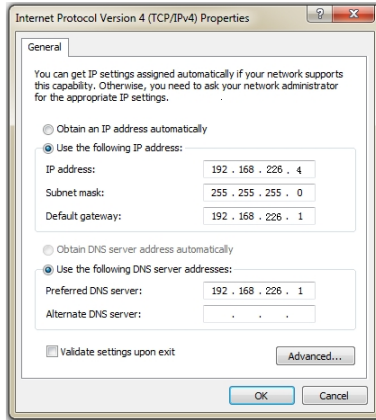 Internet Protocol Version 4 (TCP/IPv4) Properties
General
You can get IP settings assigned automatically if your network supports
this capability. Otherwise, you need to ask your network administrator
for the appropriate IP settings.
Obtain an IP address automatically
Use the following IP address:
IP address: 192 . 168 . 226 . 4
Subnet mask: 255 . 255 . 255 . 0
Default gateway: 192 . 168 . 226 . 1
Obtain DNS server address automatically
Use the following DNS server addresses:
Preferred DNS server: 192 . 168 . 226 . 1
Alternate DNS server: . . .
Validate settings upon exit
Advanced...
OK Cancel